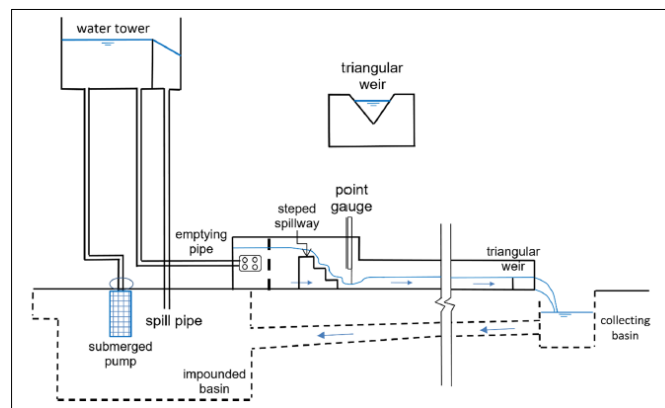 water tower
triangular
weir
steped
spillway
point
gauge
emptying
pipe
triangular
weir
spill pipe
submerged
pump
impounded
basin
collecting
basin